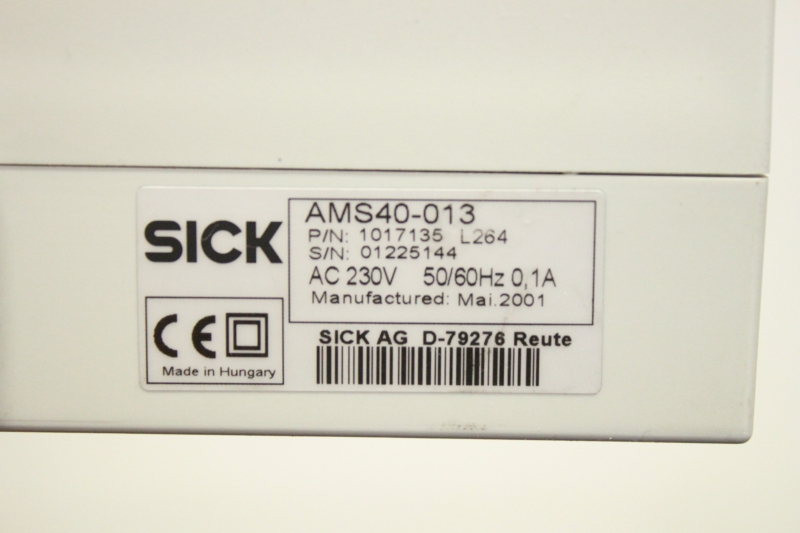 SICK
AMS40-013
P/N: 1017135 L264
S/N: 01225144
AC 230V 50/60Hz 0,1A
Manufactured: Mai.2001
CE
Made in Hungary
SICK AG D-79276 Reute